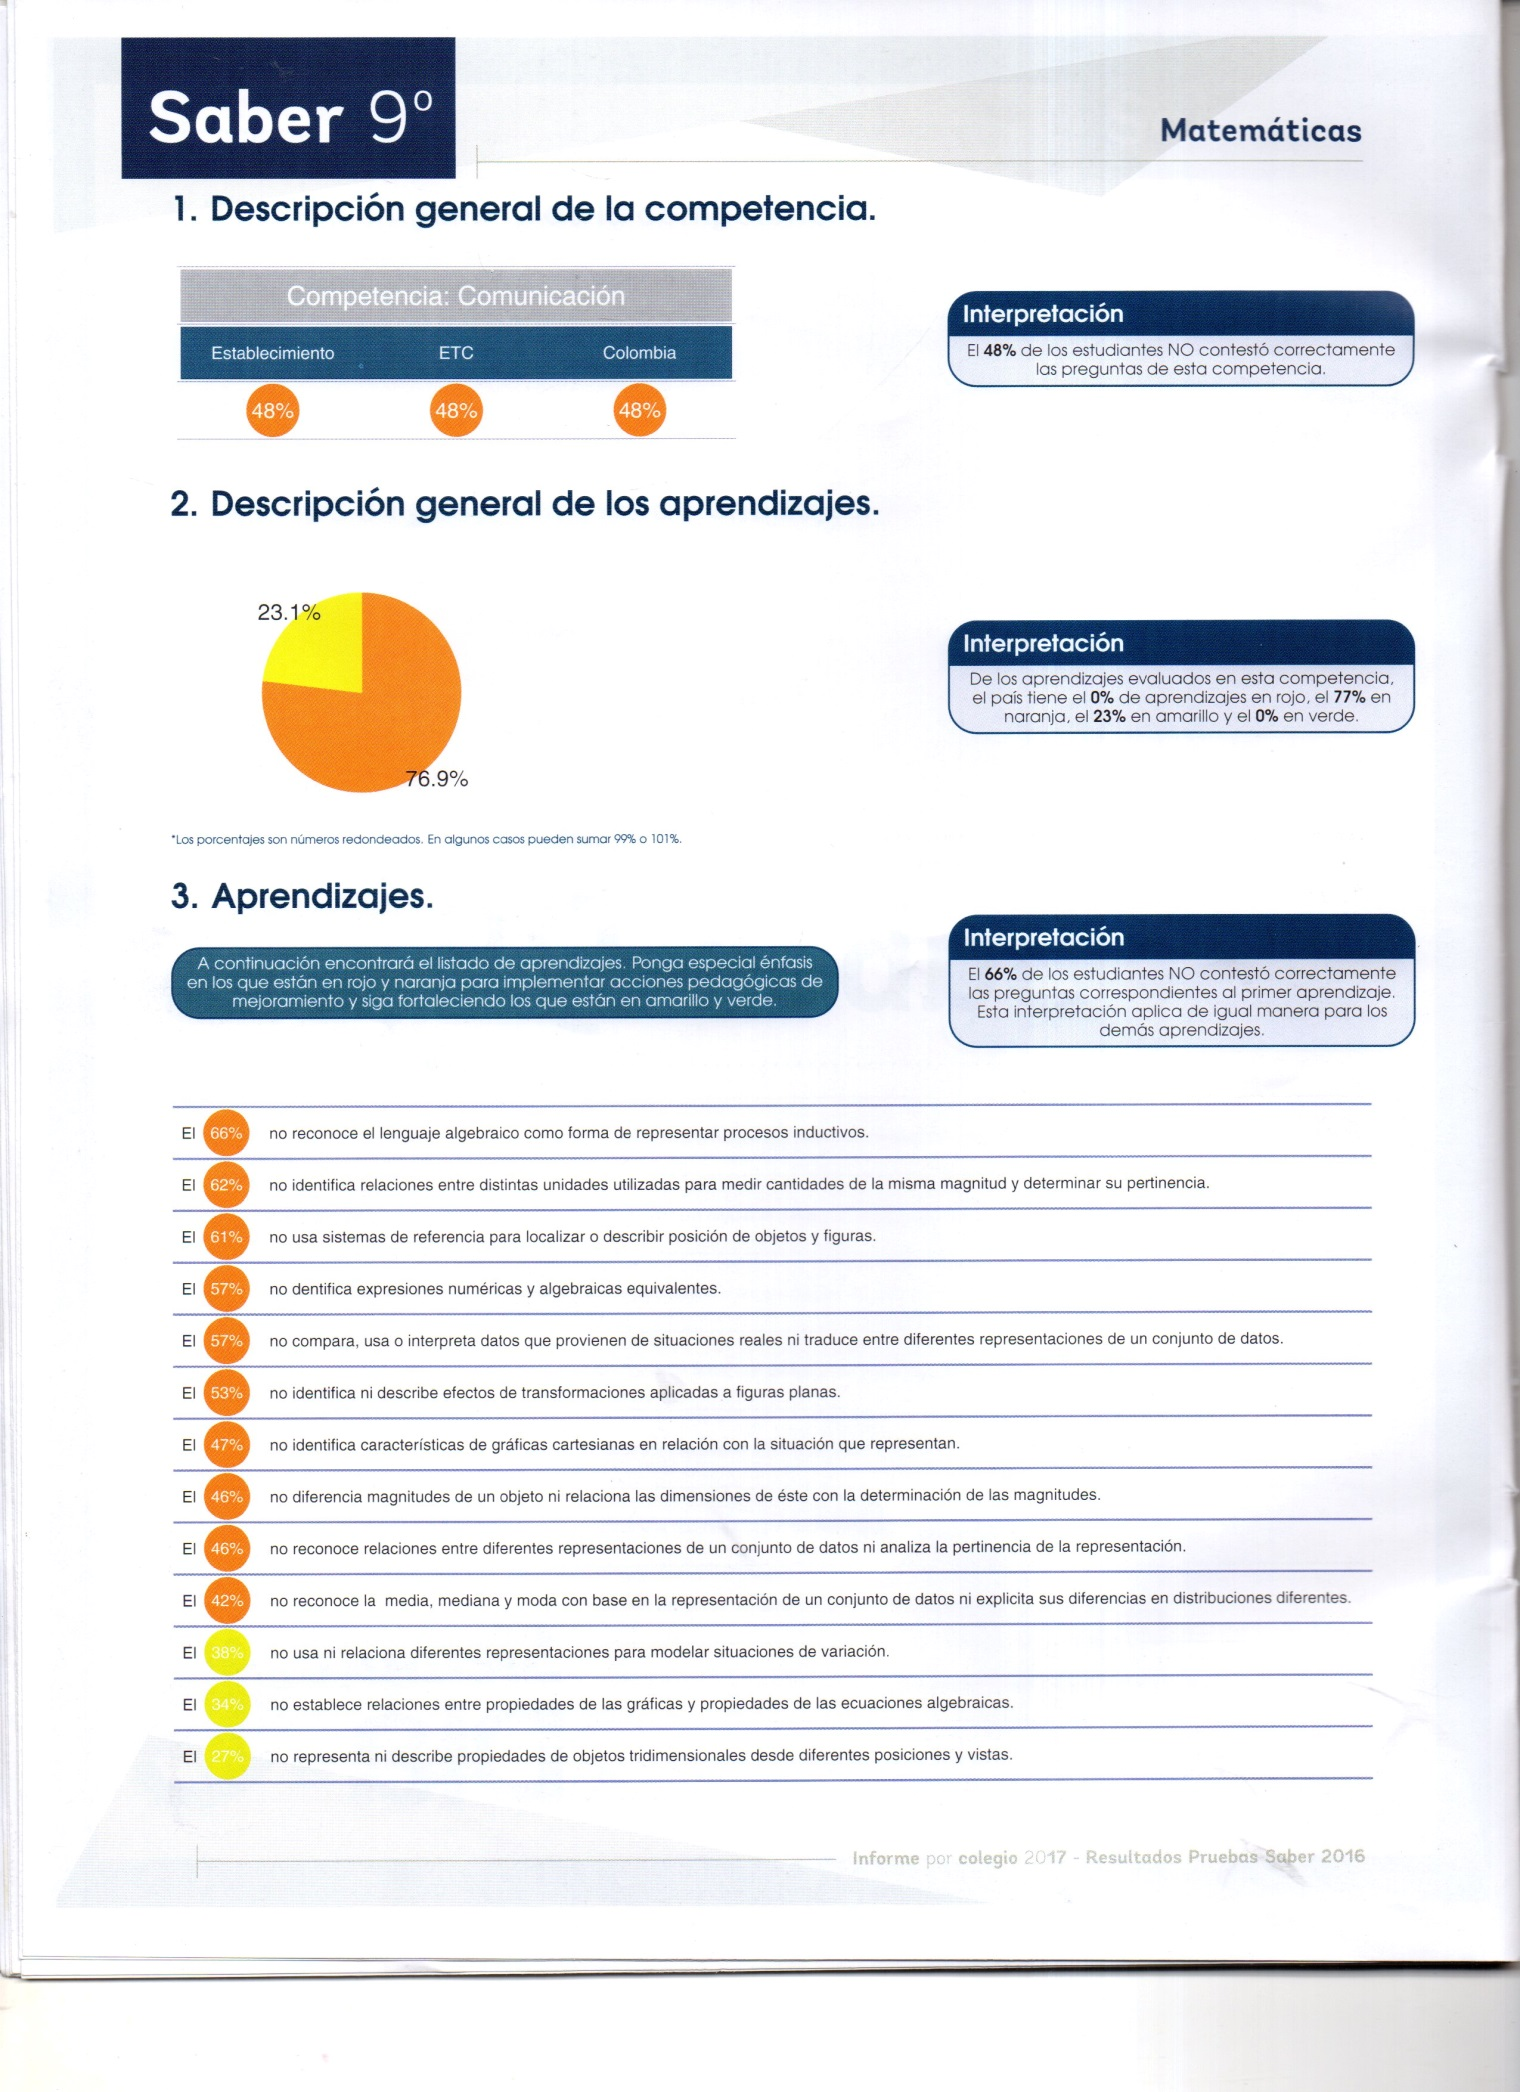 Saber 9º
Matemáticas
1. Descripción general de la competencia.
Competencia: Comunicación
Establecimiento ETC Colombia
48% 48% 48%
Interpretación
El 48% de los estudiantes NO contestó correctamente
las preguntas de esta competencia.
2. Descripción general de los aprendizajes.
23.1%
76.9%
Interpretación
De los aprendizajes evaluados en esta competencia,
el país tiene el 0% de aprendizajes en rojo, el 77% en
naranja, el 23% en amarillo y el 0% en verde.
*Los porcentajes son números redondeados. En algunos casos pueden sumar 99% o 101%.
3. Aprendizajes.
A continuación encontrará el listado de aprendizajes. Ponga especial énfasis
en los que están en rojo y naranja para implementar acciones pedagógicas de
mejoramiento y siga fortaleciendo los que están en amarillo y verde.
Interpretación
El 66% de los estudiantes NO contestó correctamente
las preguntas correspondientes al primer aprendizaje.
Esta interpretación aplica de igual manera para los
demás aprendizajes.
El 66% no reconoce el lenguaje algebraico como forma de representar procesos inductivos.
El 62% no identifica relaciones entre distintas unidades utilizadas para medir cantidades de la misma magnitud y determinar su pertinencia.
El 61% no usa sistemas de referencia para localizar o describir posición de objetos y figuras.
El 57% no dentifica expresiones numéricas y algebraicas equivalentes.
El 57% no compara, usa o interpreta datos que provienen de situaciones reales ni traduce entre diferentes representaciones de un conjunto de datos.
El 53% no identifica ni describe efectos de transformaciones aplicadas a figuras planas.
El 47% no identifica características de gráficas cartesianas en relación con la situación que representan.
El 46% no diferencia magnitudes de un objeto ni relaciona las dimensiones de éste con la determinación de las magnitudes.
El 46% no reconoce relaciones entre diferentes representaciones de un conjunto de datos ni analiza la pertinencia de la representación.
El 42% no reconoce la media, mediana y moda con base en la representación de un conjunto de datos ni explicita sus diferencias en distribuciones diferentes.
El 38% no usa ni relaciona diferentes representaciones para modelar situaciones de variación.
El 34% no establece relaciones entre propiedades de las gráficas y propiedades de las ecuaciones algebraicas.
El 27% no representa ni describe propiedades de objetos tridimensionales desde diferentes posiciones y vistas.
Informe por colegio 2017 - Resultados Pruebas Saber 2016